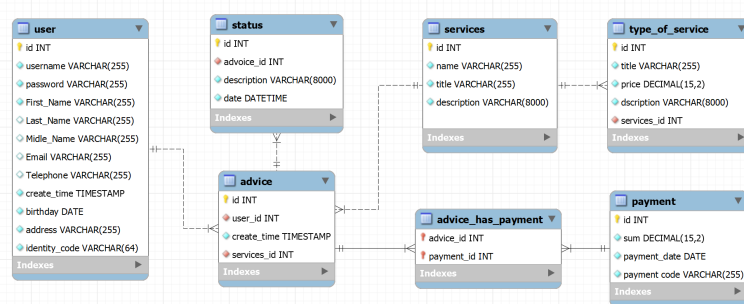 user
id INT
username VARCHAR(255)
password VARCHAR(255)
First_Name VARCHAR(255)
Last_Name VARCHAR(255)
Midle_Name VARCHAR(255)
Email VARCHAR(255)
Telephone VARCHAR(255)
create_time TIMESTAMP
birthday DATE
address VARCHAR(255)
identity_code VARCHAR(64)
Indexes
status
id INT
advoice_id INT
description VARCHAR(8000)
date DATETIME
Indexes
services
id INT
name VARCHAR(255)
title VARCHAR(255)
description VARCHAR(8000)
Indexes
type_of_service
id INT
title VARCHAR(255)
price DECIMAL(15,2)
dscription VARCHAR(8000)
services_id INT
Indexes
advice
id INT
user_id INT
create_time TIMESTAMP
services_id INT
Indexes
advice_has_payment
advice_id INT
payment_id INT
Indexes
payment
id INT
sum DECIMAL(15,2)
payment_date DATE
payment code VARCHAR(255)
Indexes